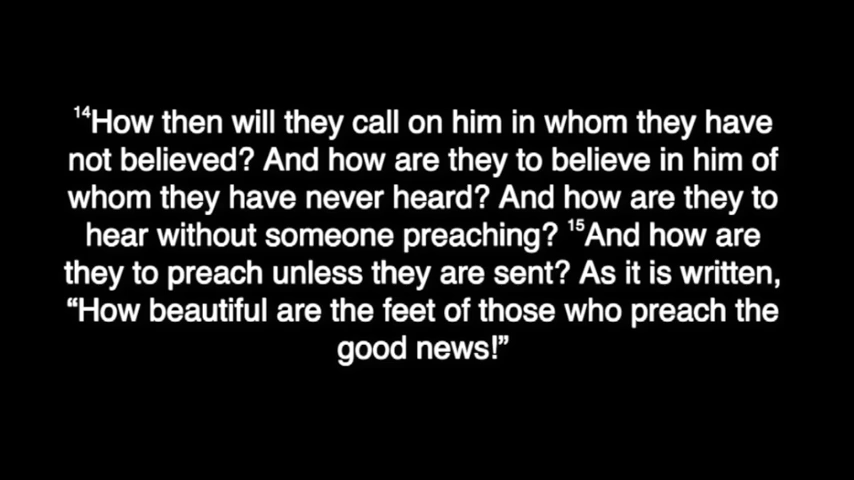 ¹⁴How then will they call on him in whom they have
not believed? And how are they to believe in him of
whom they have never heard? And how are they to
hear without someone preaching? ¹⁵And how are
they to preach unless they are sent? As it is written,
“How beautiful are the feet of those who preach the
good news!”